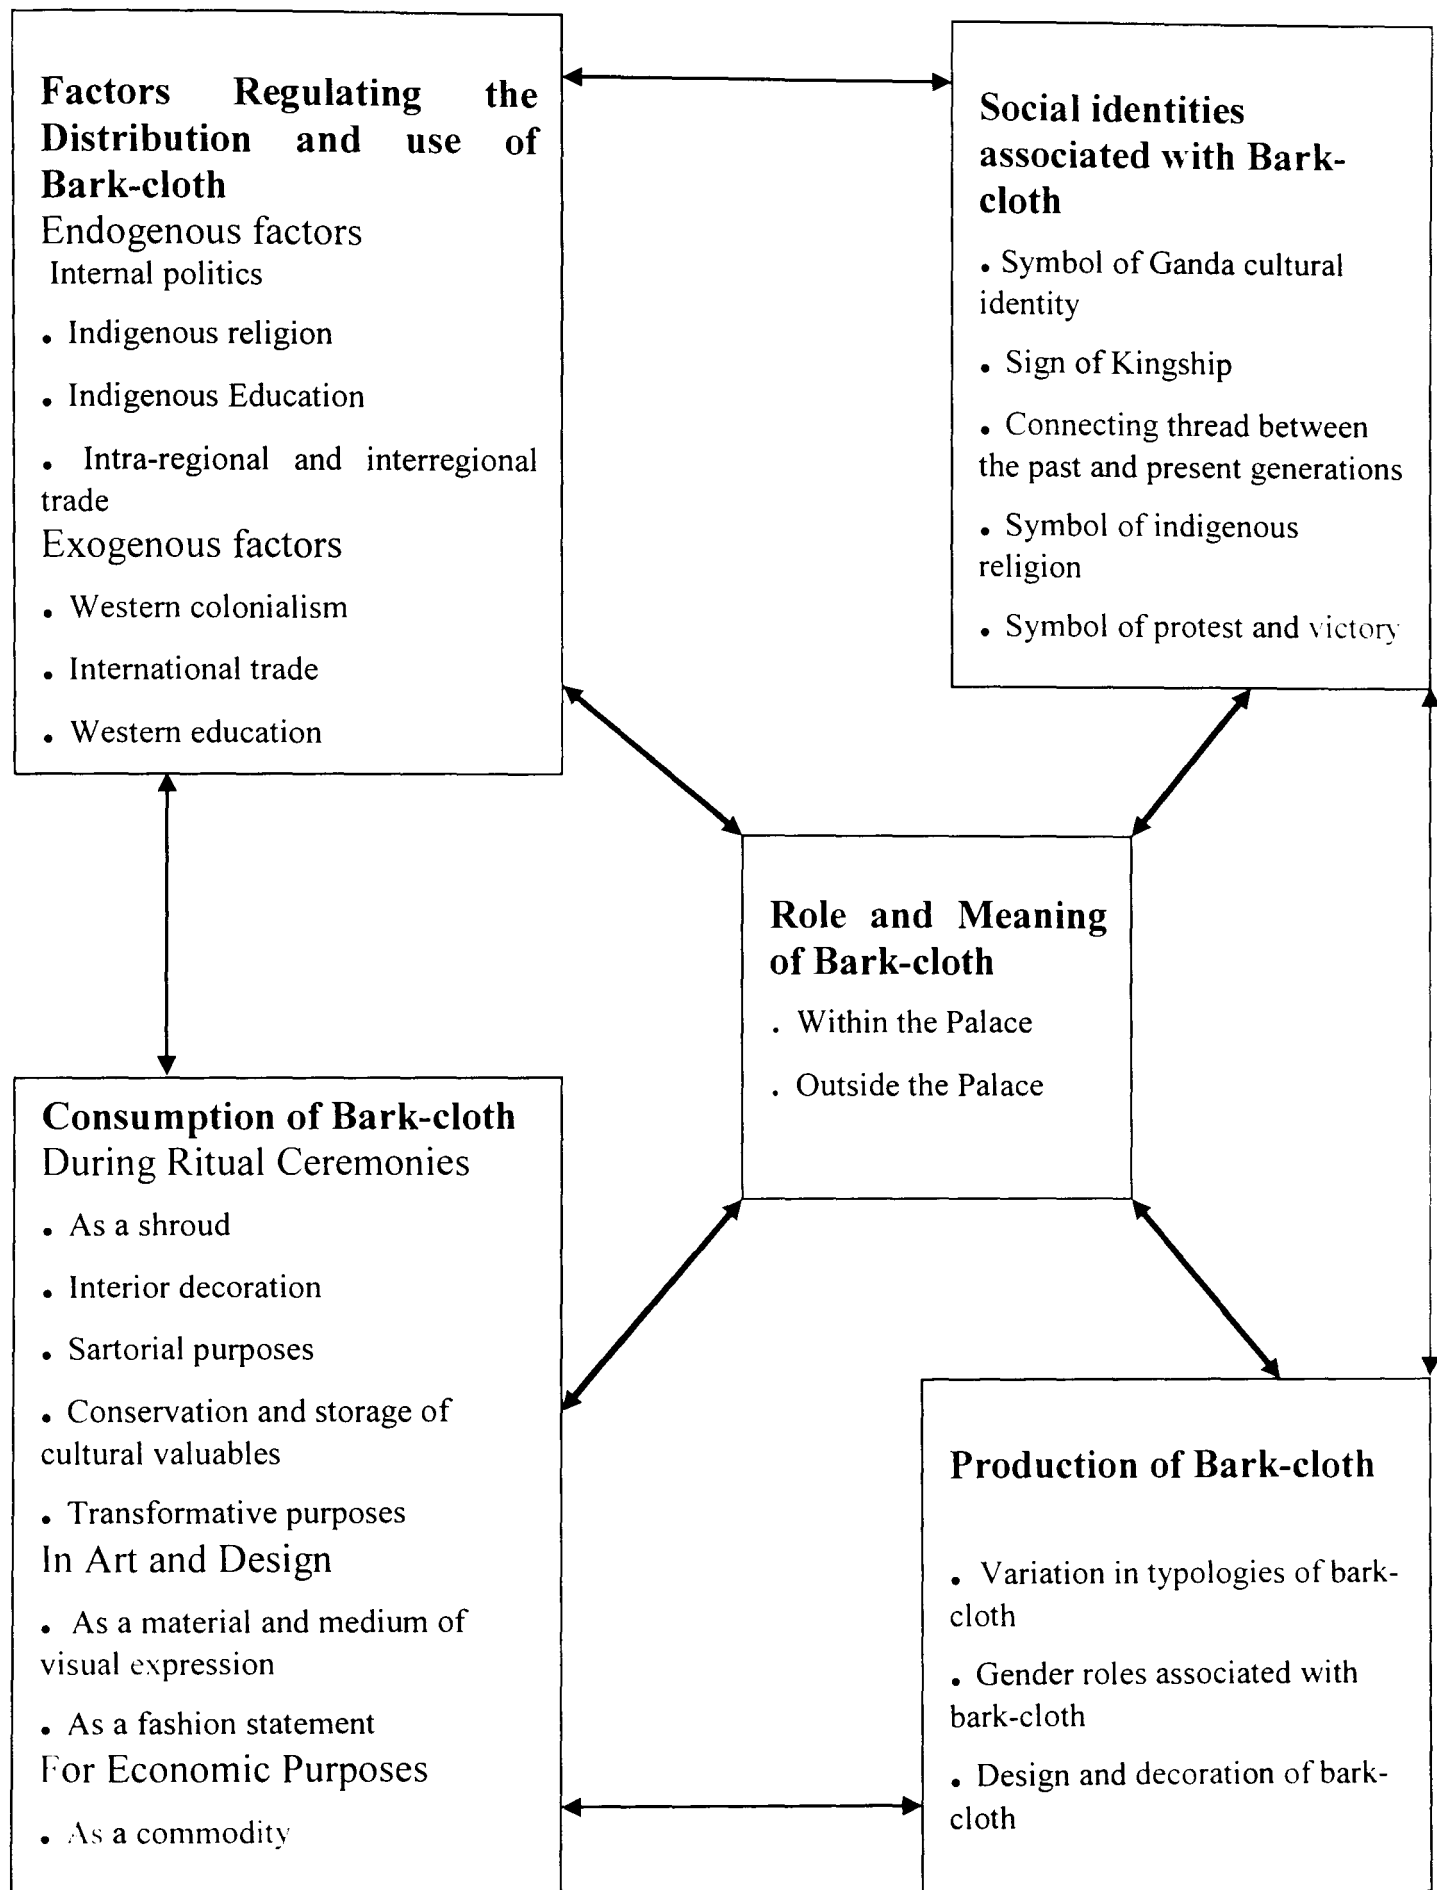 Factors Regulating the
Distribution and use of
Bark-cloth
Endogenous factors
Internal politics
. Indigenous religion
. Indigenous Education
. Intra-regional and interregional
trade
Exogenous factors
. Western colonialism
. International trade
. Western education
Social identities
associated with Bark-
cloth
. Symbol of Ganda cultural
identity
. Sign of Kingship
. Connecting thread between
the past and present generations
. Symbol of indigenous
religion
. Symbol of protest and victory
Role and Meaning
of Bark-cloth
. Within the Palace
. Outside the Palace
Consumption of Bark-cloth
During Ritual Ceremonies
. As a shroud
. Interior decoration
. Sartorial purposes
. Conservation and storage of
cultural valuables
. Transformative purposes
In Art and Design
. As a material and medium of
visual expression
. As a fashion statement
For Economic Purposes
. As a commodity
Production of Bark-cloth
. Variation in typologies of bark-
cloth
. Gender roles associated with
bark-cloth
. Design and decoration of bark-
cloth